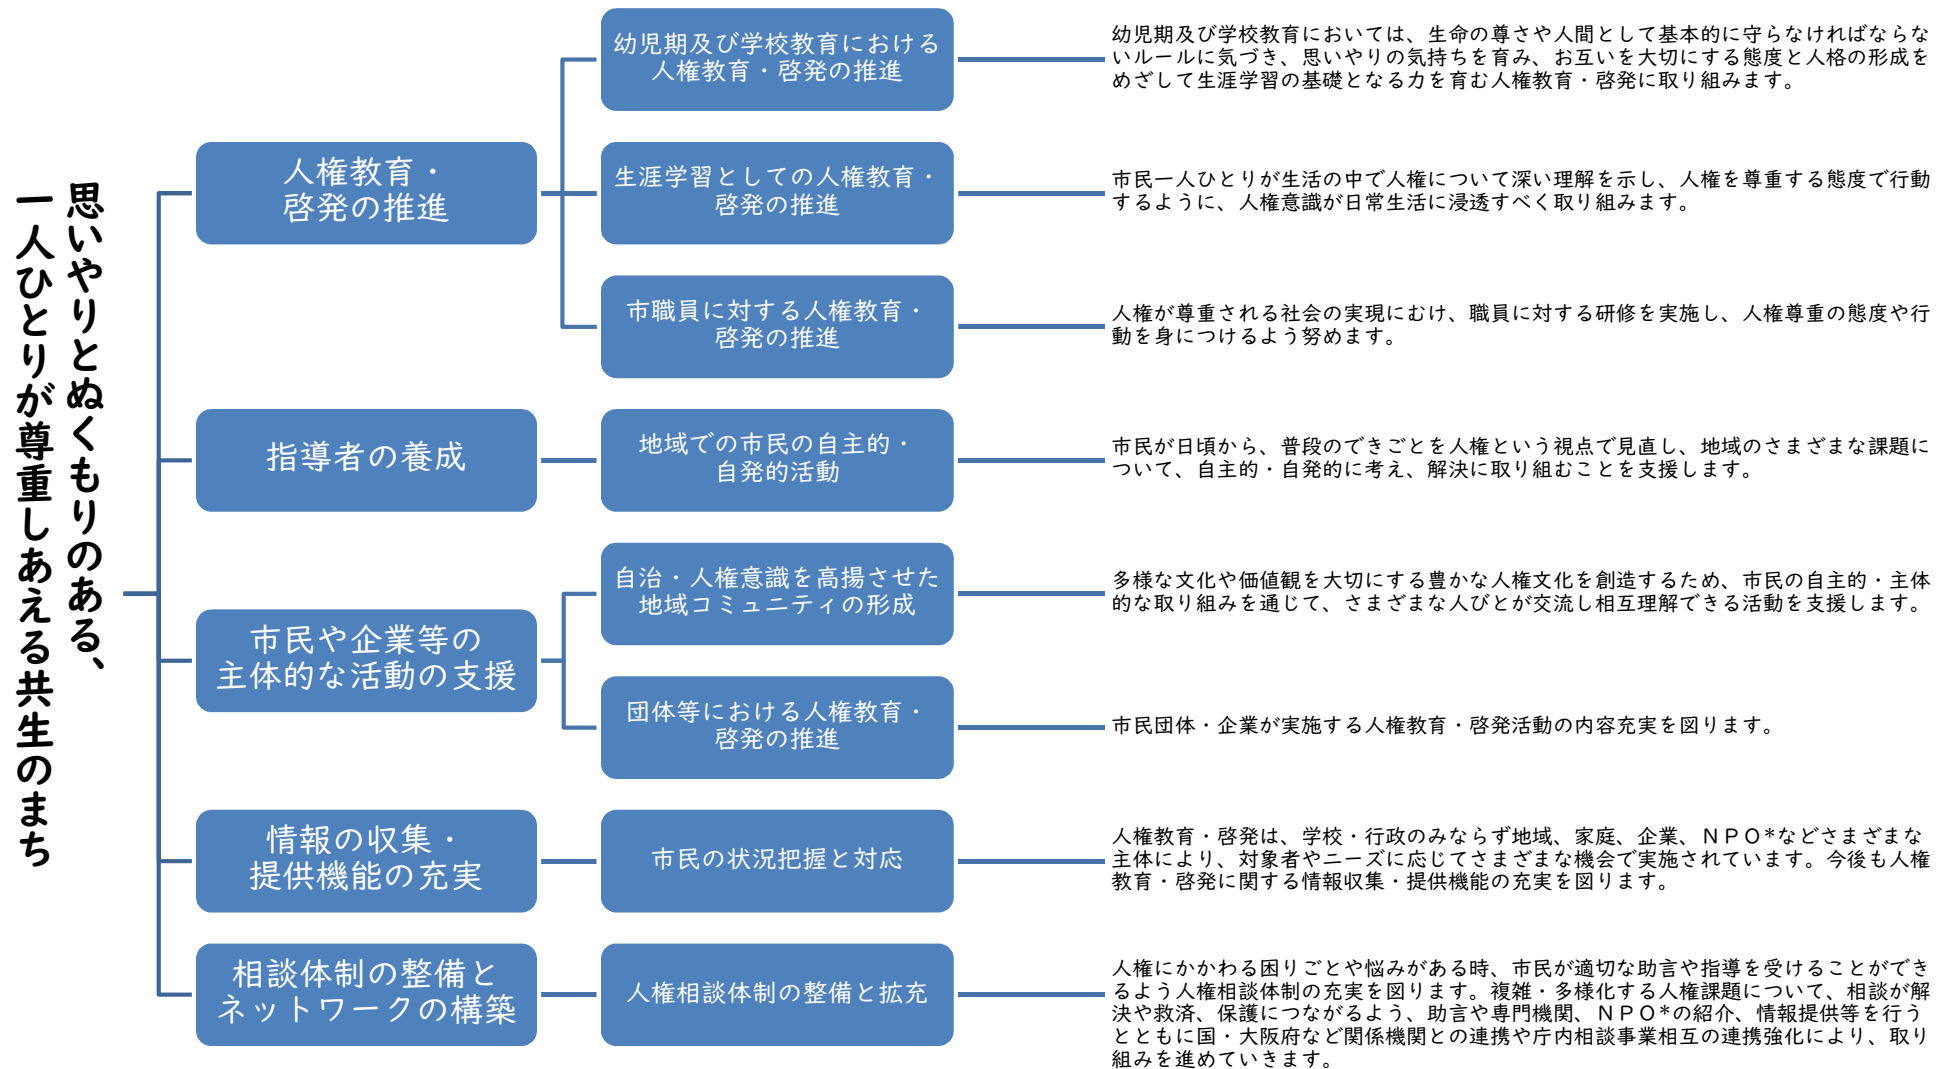 思いやりとぬくもりのある、
一人ひとりが尊重しあえる共生のまち
人権教育・
啓発の推進
幼児期及び学校教育における
人権教育・啓発の推進
幼児期及び学校教育においては、生命の尊さや人間として基本的に守らなければならな
いルールに気づき、思いやりの気持ちを育み、お互いを大切にする態度と人格の形成を
めざして生涯学習の基礎となる力を育む人権教育・啓発に取り組みます。
生涯学習としての人権教育・
啓発の推進
市民一人ひとりが生活の中で人権について深い理解を示し、人権を尊重する態度で行動
するように、人権意識が日常生活に浸透すべく取り組みます。
市職員に対する人権教育・
啓発の推進
人権が尊重される社会の実現にむけ、職員に対する研修を実施し、人権尊重の態度や行
動を身につけるよう努めます。
指導者の養成
地域での市民の自主的・
自発的活動
市民が日頃から、普段のできごとを人権という視点で見直し、地域のさまざまな課題に
ついて、自主的・自発的に考え、解決に取り組むことを支援します。
市民や企業等の
主体的な活動の支援
自治・人権意識を高揚させた
地域コミュニティの形成
多様な文化や価値観を大切にする豊かな人権文化を創造するため、市民の自主的・主体
的な取り組みを通じて、さまざまな人びとが交流し相互理解できる活動を支援します。
団体等における人権教育・
啓発の推進
市民団体・企業が実施する人権教育・啓発活動の内容充実を図ります。
情報の収集・
提供機能の充実
市民の状況把握と対応
人権教育・啓発は、学校・行政のみならず地域、家庭、企業、ＮＰＯ*などさまざまな
主体により、対象者やニーズに応じてさまざまな機会で実施されています。今後も人権
教育・啓発に関する情報収集・提供機能の充実を図ります。
相談体制の整備と
ネットワークの構築
人権相談体制の整備と拡充
人権にかかわる困りごとや悩みがある時、市民が適切な助言や指導を受けることができ
るよう人権相談体制の充実を図ります。複雑・多様化する人権課題について、相談が解
決や救済、保護につながるよう、助言や専門機関、ＮＰＯ*の紹介、情報提供等を行う
とともに国・大阪府など関係機関との連携や庁内相談事業相互の連携強化により、取り
組みを進めていきます。